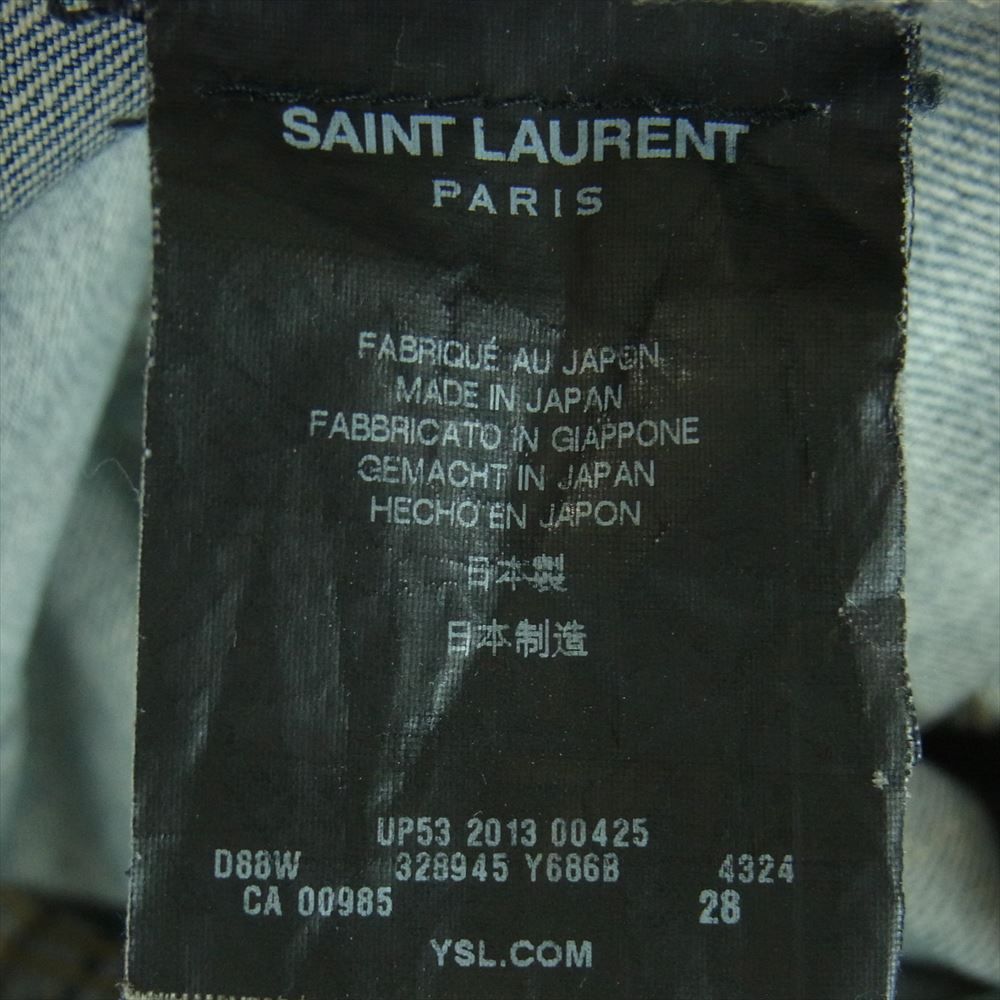 SAINT LAURENT
PARIS
FABRIQUÉ AU JAPON
MADE IN JAPAN
FABBRICATO IN GIAPPONE
GEMACHT IN JAPAN
HECHO EN JAPON
日本製
日本制造
UP53 2013 00425
D88W 328945 Y686B 4324
CA 00985 28
YSL.COM